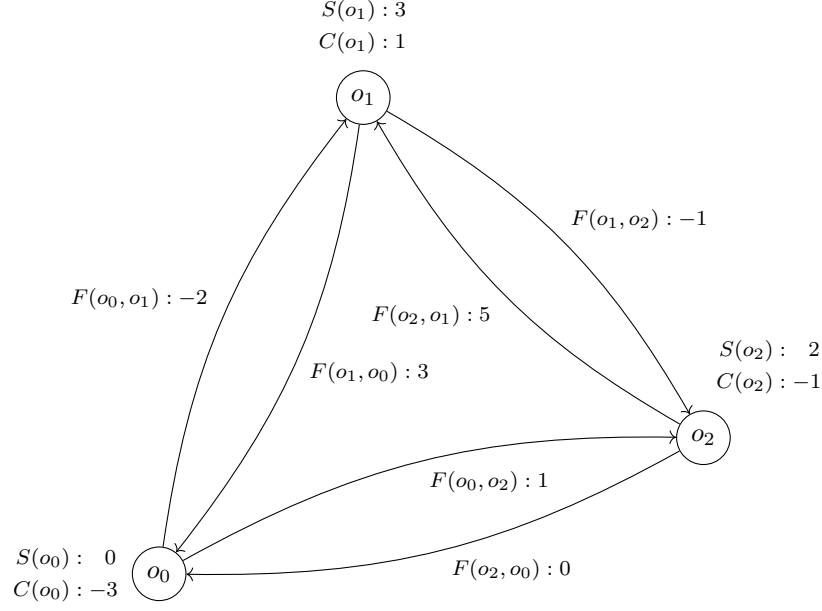 S(o₁) : 3
C(o₁) : 1
o₁
F(o₁, o₂) : −1
F(o₀, o₁) : −2
F(o₂, o₁) : 5
S(o₂) : 2
C(o₂) : −1
F(o₁, o₀) : 3
o₂
F(o₀, o₂) : 1
S(o₀) : 0
C(o₀) : −3
o₀
F(o₂, o₀) : 0